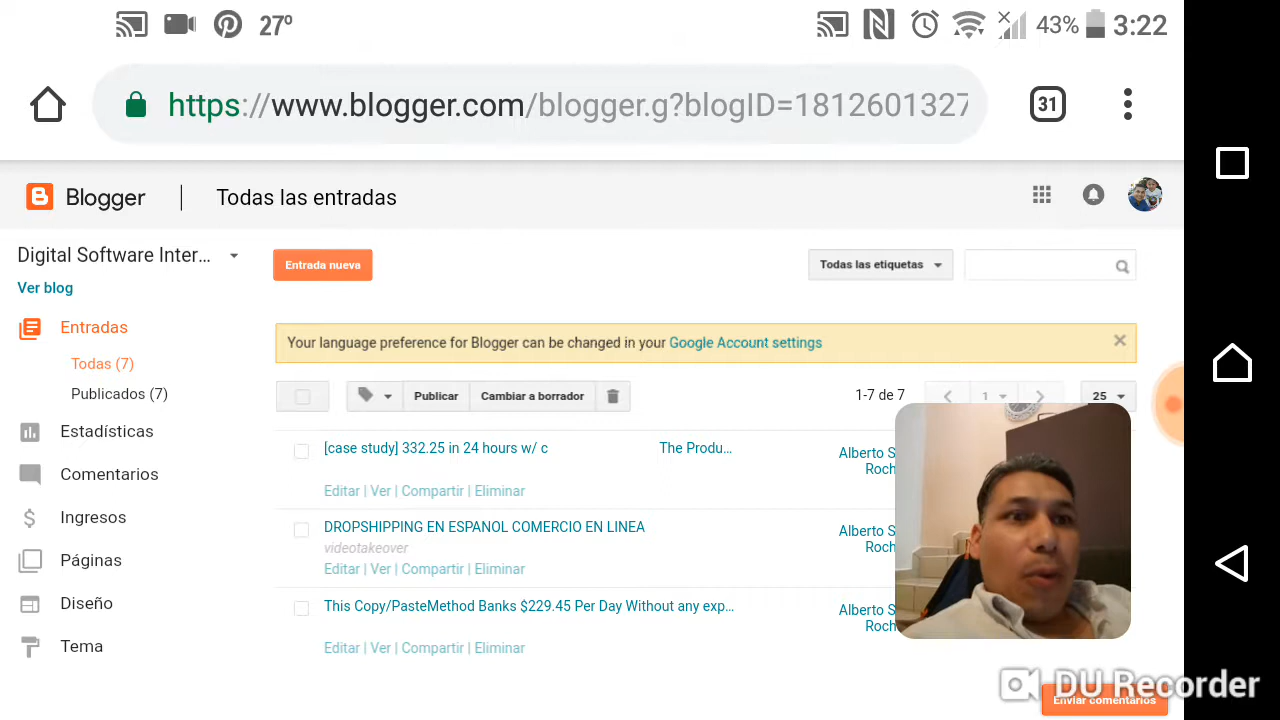 27º
43% 3:22
https://www.blogger.com/blogger.g?blogID=1812601327
31
Blogger
Todas las entradas
Digital Software Inter...
Ver blog
Entradas
Todas (7)
Publicados (7)
Estadísticas
Comentarios
Ingresos
Páginas
Diseño
Tema
Entrada nueva
Todas las etiquetas
Your language preference for Blogger can be changed in your Google Account settings
Publicar
Cambiar a borrador
1-7 de 7
1
25
[case study] 332.25 in 24 hours w/ c
The Produ...
Alberto S
Roch
Editar | Ver | Compartir | Eliminar
DROPSHIPPING EN ESPANOL COMERCIO EN LINEA
videotakeover
Alberto S
Roch
Editar | Ver | Compartir | Eliminar
This Copy/PasteMethod Banks $229.45 Per Day Without any exp...
Alberto S
Roch
Editar | Ver | Compartir | Eliminar
DU Recorder
Enviar comentarios